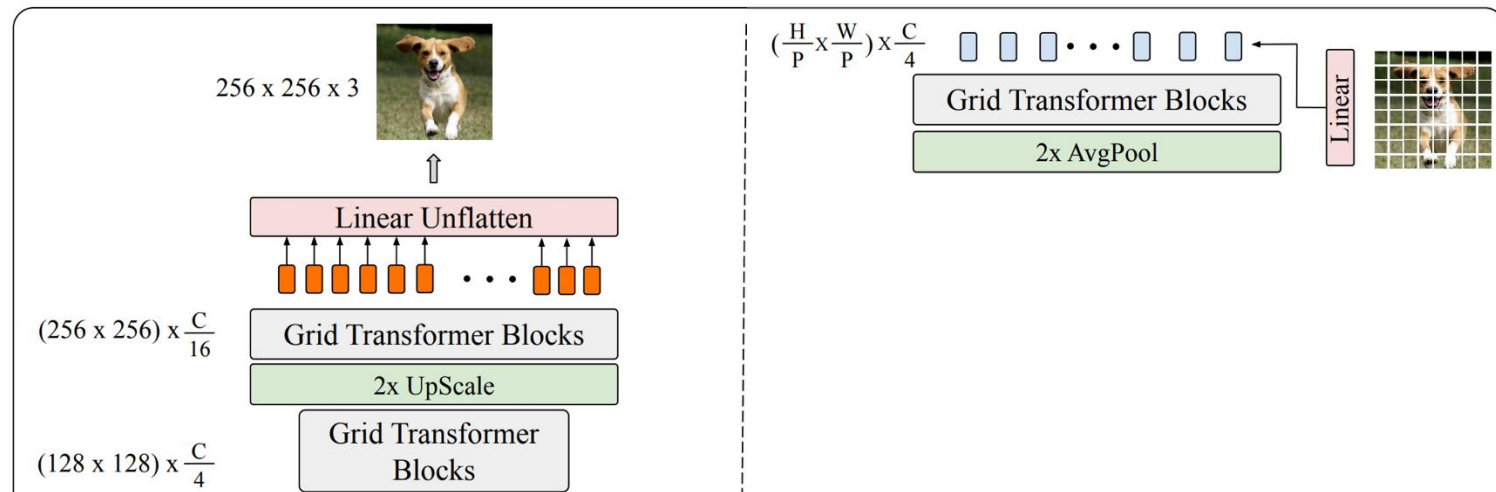 256 x 256 x 3
Linear Unflatten
(256 x 256) x C/16
Grid Transformer Blocks
2x UpScale
(128 x 128) x C/4
Grid Transformer
Blocks
(H/P x W/P) x C/4
Grid Transformer Blocks
2x AvgPool
Linear